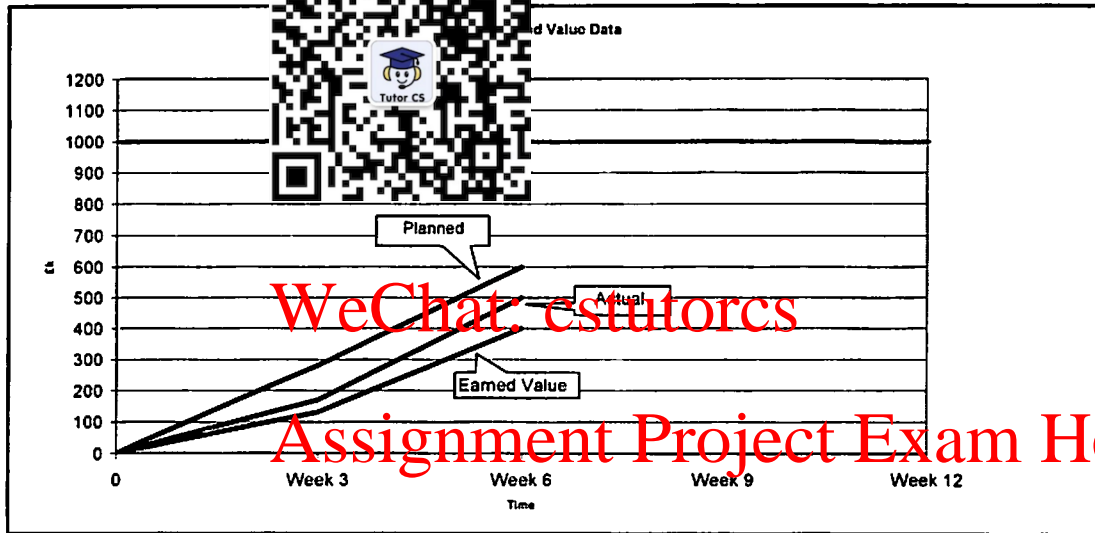 d Value Data
Tutor CS
1200
1100
1000
900
800
700
600
500
400
300
200
100
0
£k
Planned
Actual
Earned Value
WeChat: cstutorcs
Assignment Project Exam He
0 Week 3 Week 6 Week 9 Week 12
Time